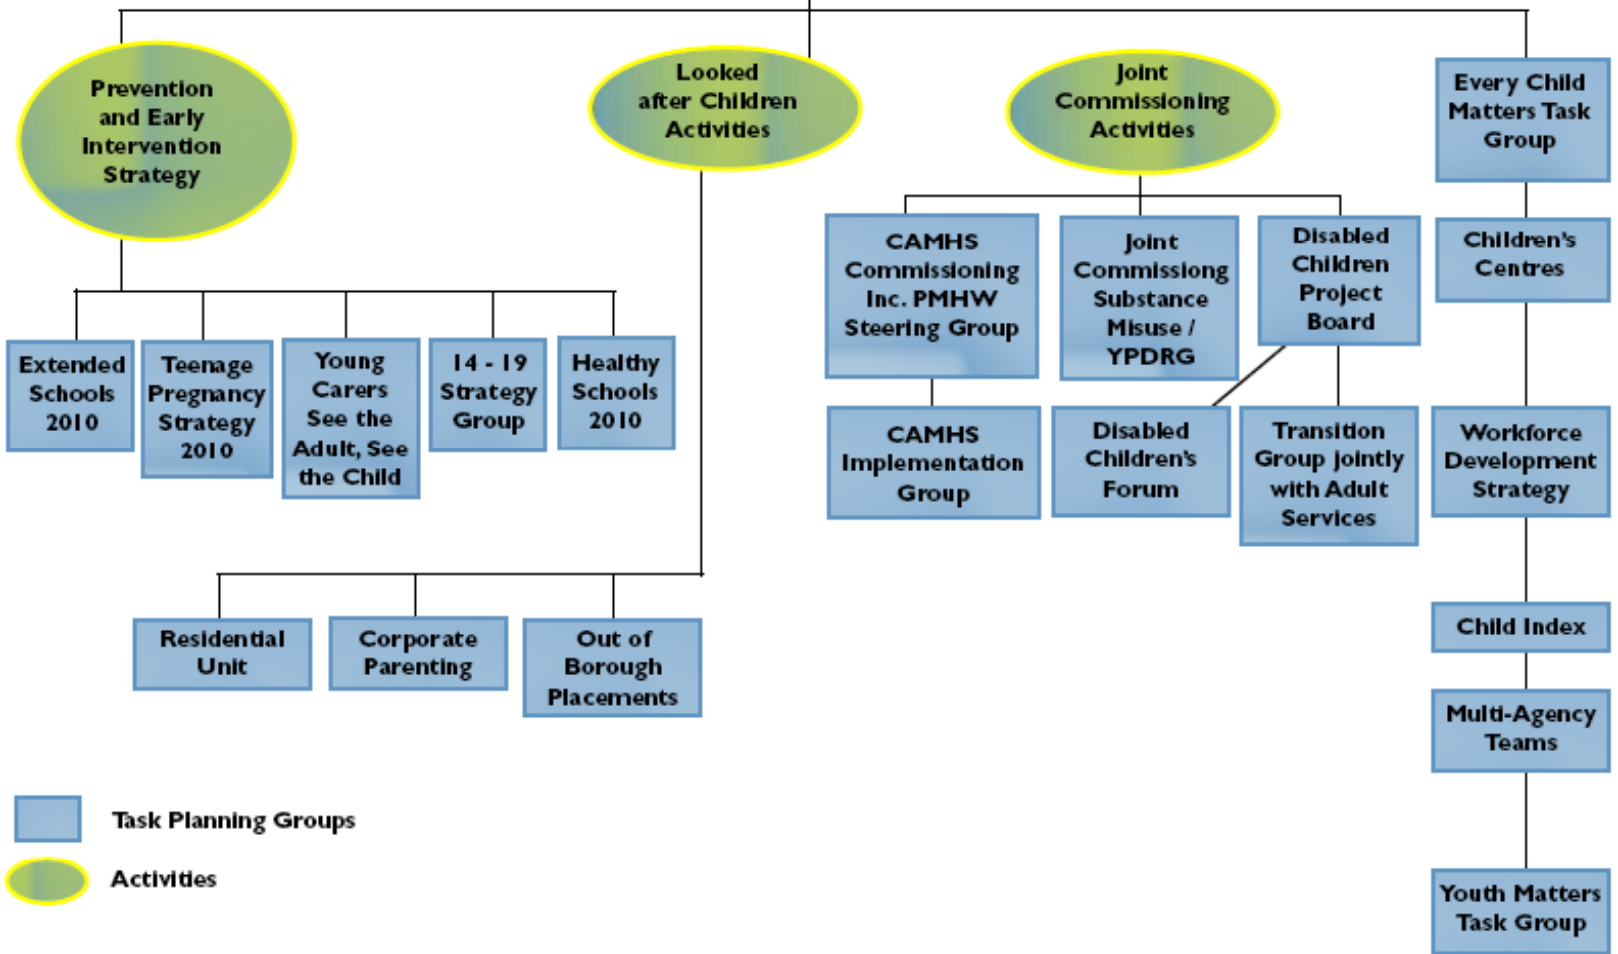 Prevention
and Early
Intervention
Strategy
Looked
after Children
Activities
Joint
Commissioning
Activities
Every Child
Matters Task
Group
CAMHS
Commissioning
Inc. PMHW
Steering Group
Joint
Commissiong
Substance
Misuse /
YPDRG
Disabled
Children
Project
Board
Children's
Centres
Extended
Schools
2010
Teenage
Pregnancy
Strategy
2010
Young
Carers
See the
Adult, See
the Child
14 - 19
Strategy
Group
Healthy
Schools
2010
CAMHS
Implementation
Group
Disabled
Children's
Forum
Transition
Group jointly
with Adult
Services
Workforce
Development
Strategy
Residential
Unit
Corporate
Parenting
Out of
Borough
Placements
Child Index
Multi-Agency
Teams
Youth Matters
Task Group
Task Planning Groups
Activities